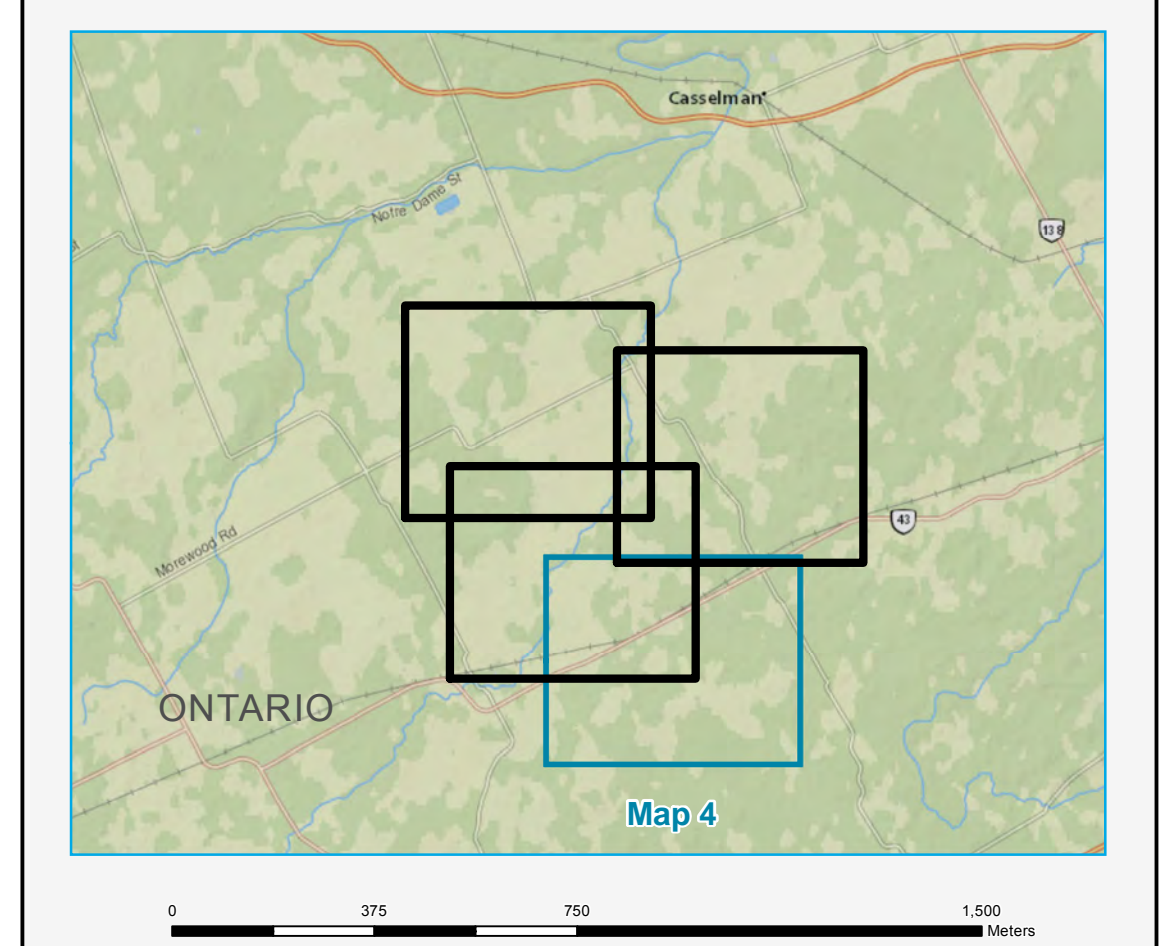 Casselman
Notre Dame St
138
43
Morewood Rd
ONTARIO
Map 4
0 375 750 1,500
Meters